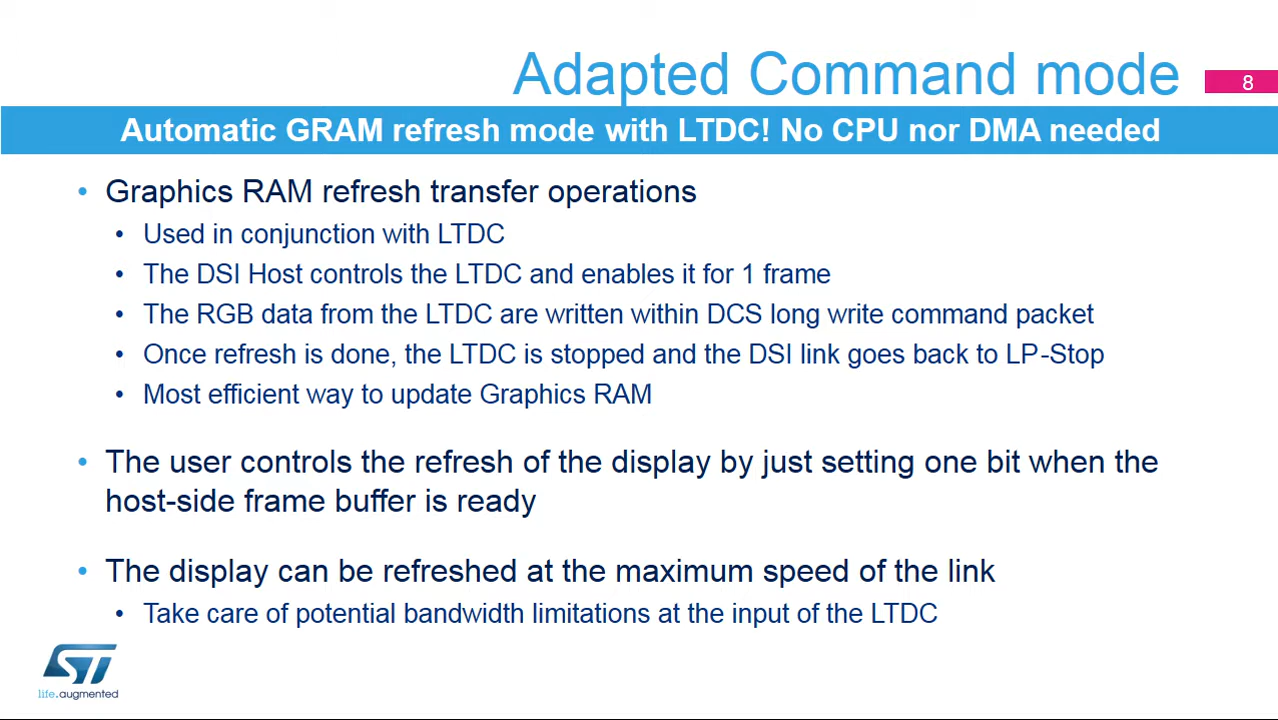 Adapted Command mode
8
Automatic GRAM refresh mode with LTDC! No CPU nor DMA needed
• Graphics RAM refresh transfer operations
• Used in conjunction with LTDC
• The DSI Host controls the LTDC and enables it for 1 frame
• The RGB data from the LTDC are written within DCS long write command packet
• Once refresh is done, the LTDC is stopped and the DSI link goes back to LP-Stop
• Most efficient way to update Graphics RAM
• The user controls the refresh of the display by just setting one bit when the
host-side frame buffer is ready
• The display can be refreshed at the maximum speed of the link
• Take care of potential bandwidth limitations at the input of the LTDC
ST
life.augmented